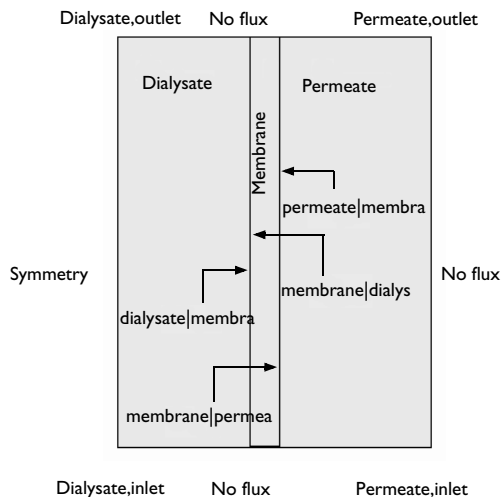 Dialysate,outlet No flux Permeate,outlet
Dialysate Permeate
Membrane
permeate|membra
Symmetry membrane|dialys No flux
dialysate|membra
membrane|permea
Dialysate,inlet No flux Permeate,inlet